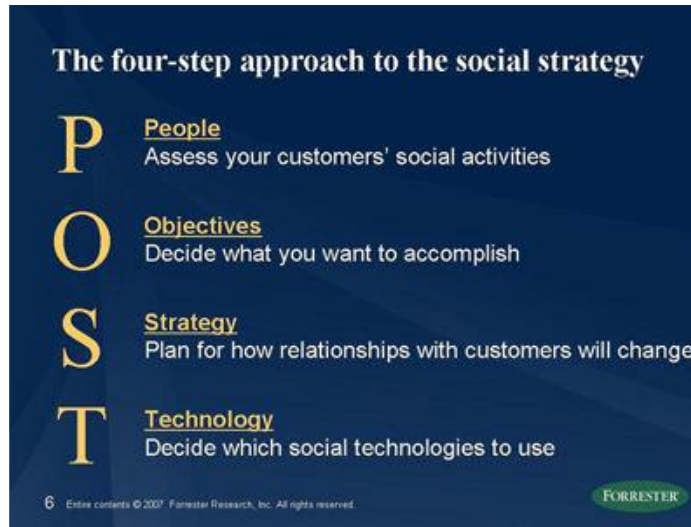 The four-step approach to the social strategy
P
People
Assess your customers' social activities
O
Objectives
Decide what you want to accomplish
S
Strategy
Plan for how relationships with customers will change
T
Technology
Decide which social technologies to use
6 Entire contents © 2007 Forrester Research, Inc. All rights reserved.
FORRESTER